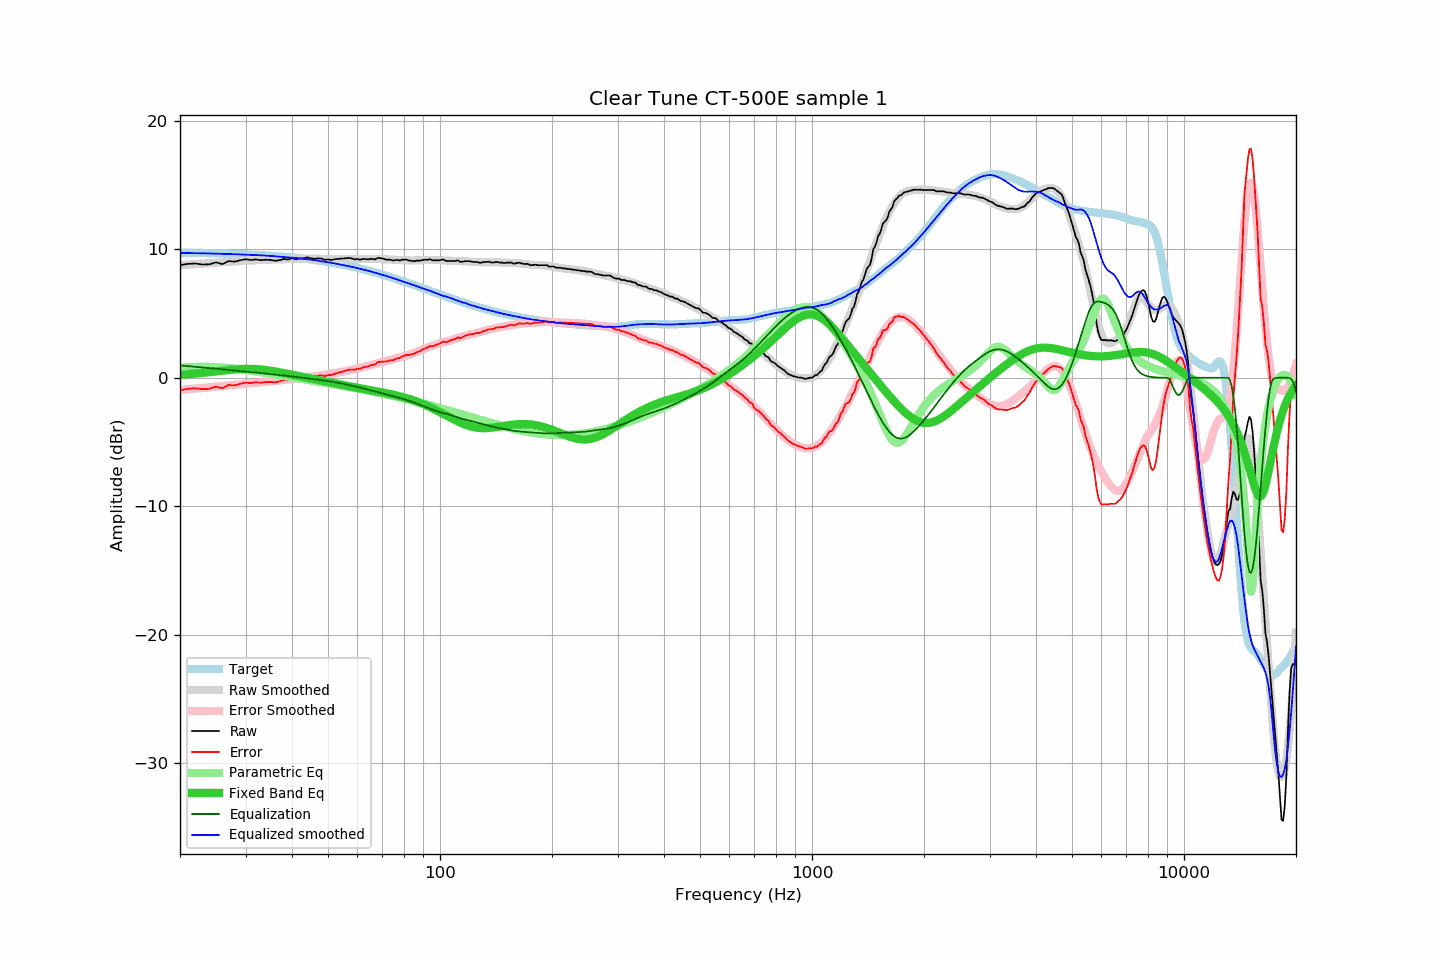 Clear Tune CT-500E sample 1
20
10
0
−10
−20
−30
Amplitude (dBr)
Target
Raw Smoothed
Error Smoothed
Raw
Error
Parametric Eq
Fixed Band Eq
Equalization
Equalized smoothed
100
1000
10000
Frequency (Hz)